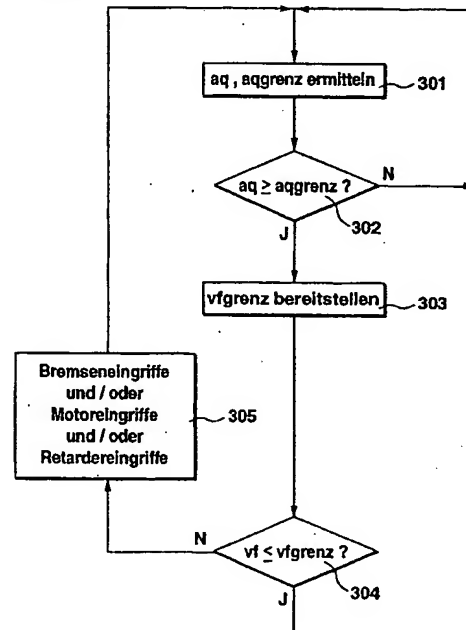 aq , aqgrenz ermitteln
301
aq ≥ aqgrenz ?
N
302
J
vfgrenz bereitstellen
303
Bremseneingriffe
und / oder
Motoreingriffe
und / oder
Retardereingriffe
305
N
vf ≤ vfgrenz ?
304
J